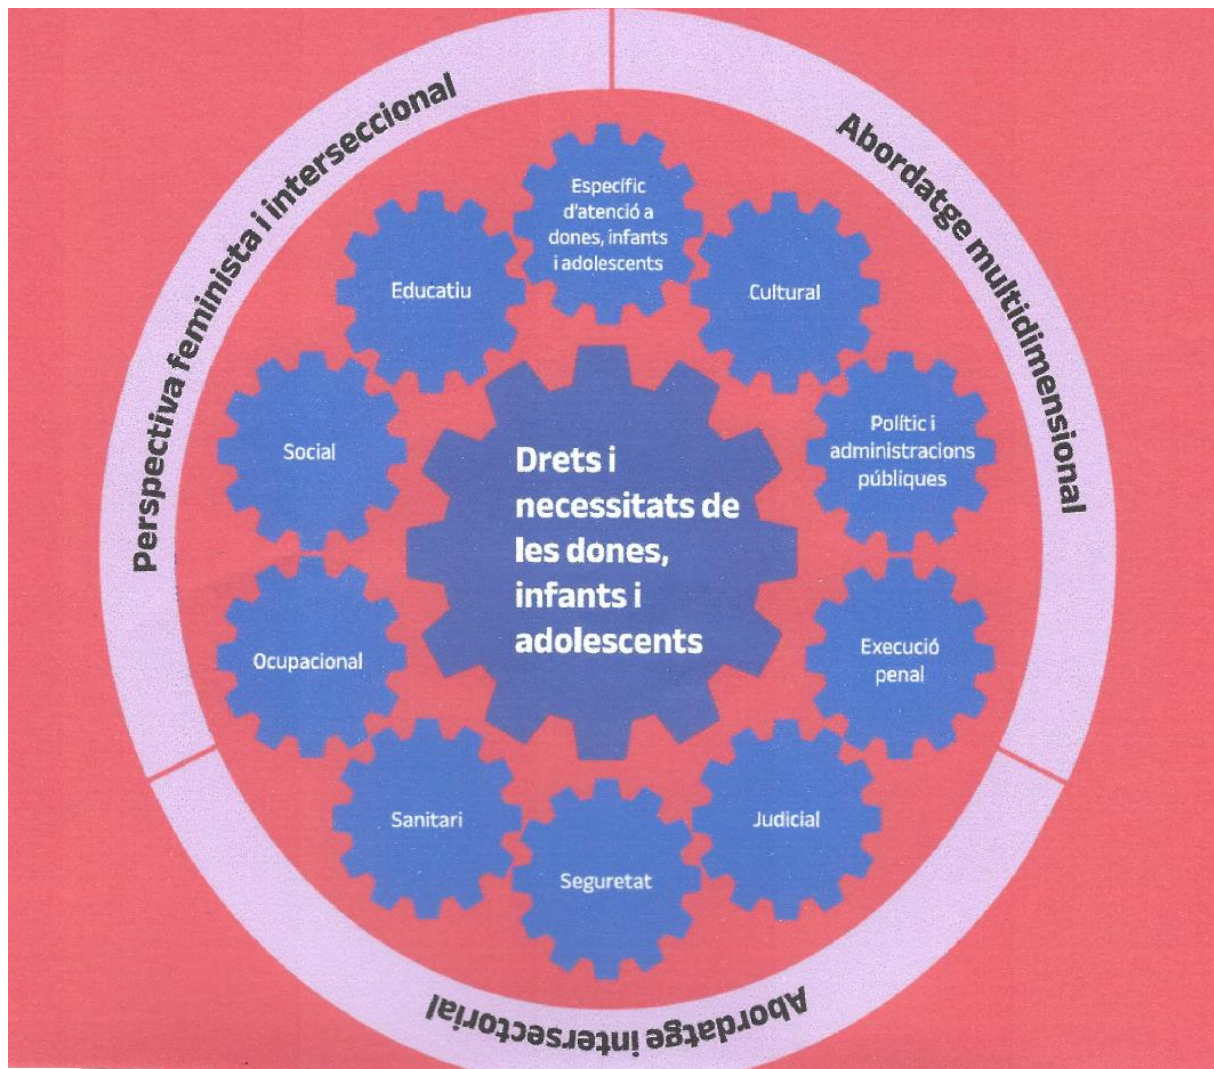 Perspectiva feminista i interseccional
Abordatge multidimensional
Específic
d'atenció a
dones, infants
i adolescents
Educatiu
Cultural
Social
Polític i
administracions
públiques
Drets i
necessitats de
les dones,
infants i
adolescents
Ocupacional
Execució
penal
Sanitari
Judicial
Seguretat
Abordatge intersectorial